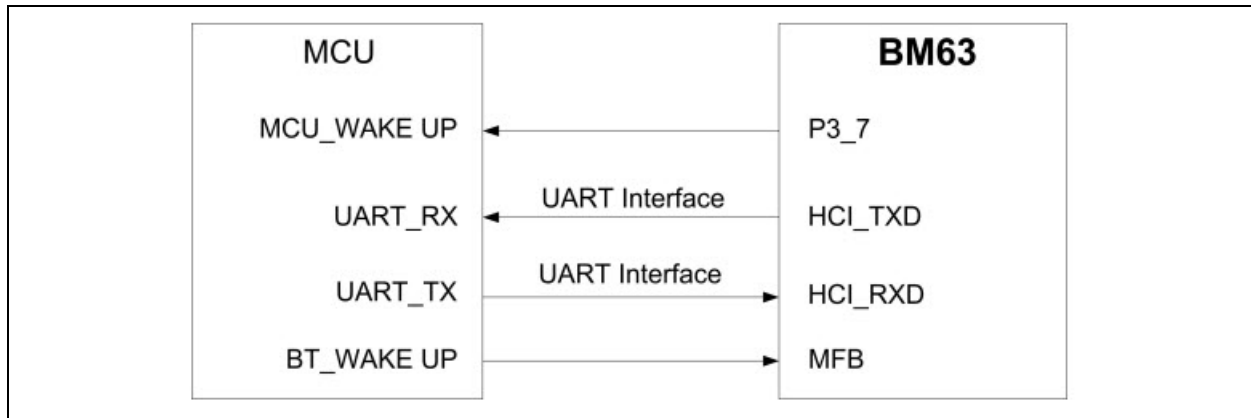 MCU
BM63
MCU_WAKE UP
P3_7
UART_RX
UART Interface
HCI_TXD
UART_TX
UART Interface
HCI_RXD
BT_WAKE UP
MFB